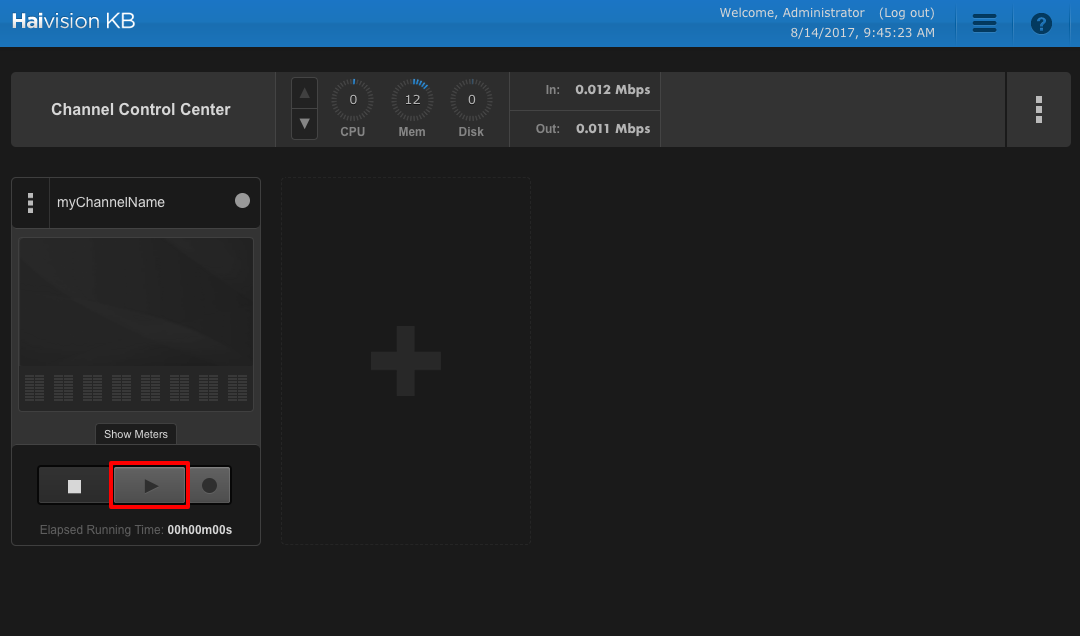 Haivision KB
Welcome, Administrator (Log out)
8/14/2017, 9:45:23 AM
?
Channel Control Center
0 12 0
CPU Mem Disk
In: 0.012 Mbps
Out: 0.011 Mbps
myChannelName
Show Meters
Elapsed Running Time: 00h00m00s